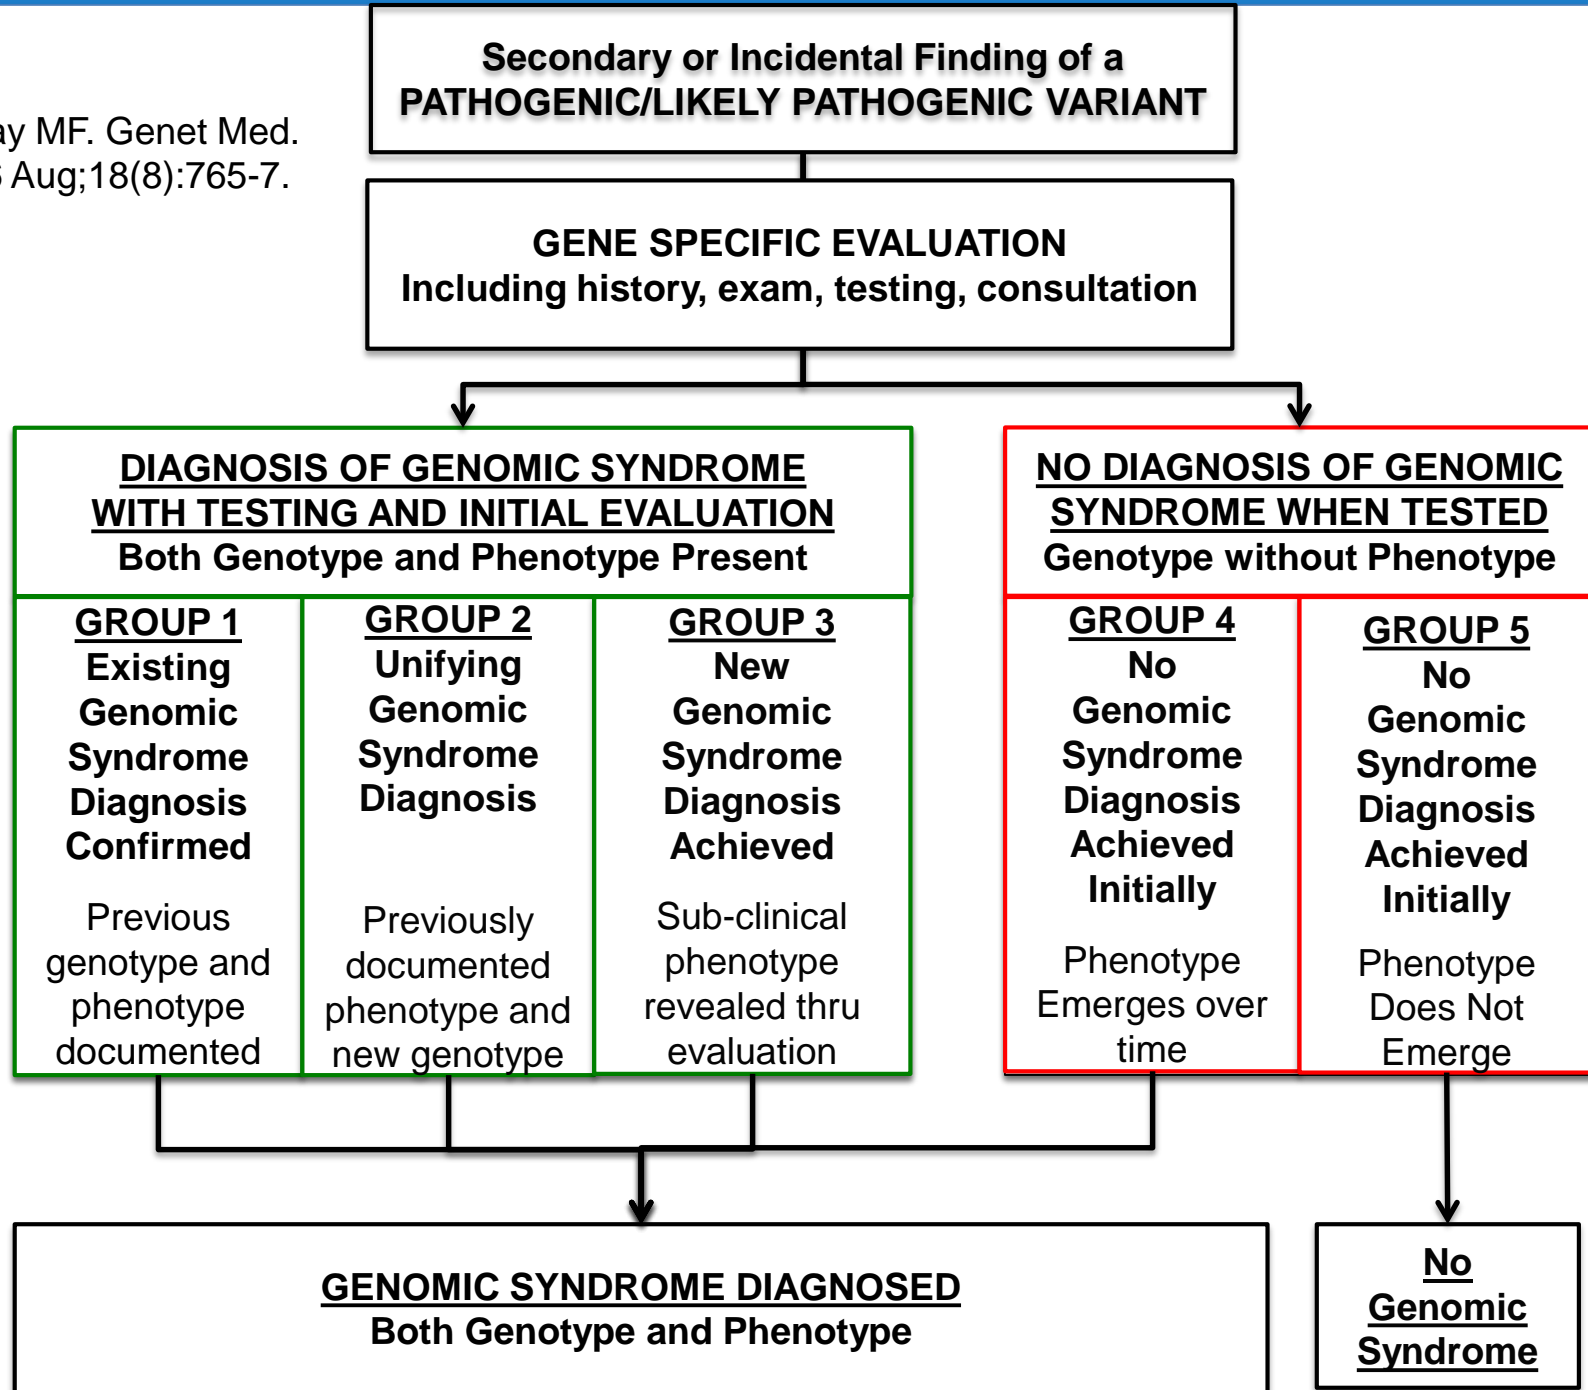 Secondary or Incidental Finding of a
PATHOGENIC/LIKELY PATHOGENIC VARIANT
MF. Genet Med.
Aug;18(8):765-7.
GENE SPECIFIC EVALUATION
Including history, exam, testing, consultation
DIAGNOSIS OF GENOMIC SYNDROME
WITH TESTING AND INITIAL EVALUATION
Both Genotype and Phenotype Present
NO DIAGNOSIS OF GENOMIC
SYNDROME WHEN TESTED
Genotype without Phenotype
GROUP 1
Existing
Genomic
Syndrome
Diagnosis
Confirmed
Previous
genotype and
phenotype
documented
GROUP 2
Unifying
Genomic
Syndrome
Diagnosis
Previously
documented
phenotype and
new genotype
GROUP 3
New
Genomic
Syndrome
Diagnosis
Achieved
Sub-clinical
phenotype
revealed thru
evaluation
GROUP 4
No
Genomic
Syndrome
Diagnosis
Achieved
Initially
Phenotype
Emerges over
time
GROUP 5
No
Genomic
Syndrome
Diagnosis
Achieved
Initially
Phenotype
Does Not
Emerge
GENOMIC SYNDROME DIAGNOSED
Both Genotype and Phenotype
No
Genomic
Syndrome